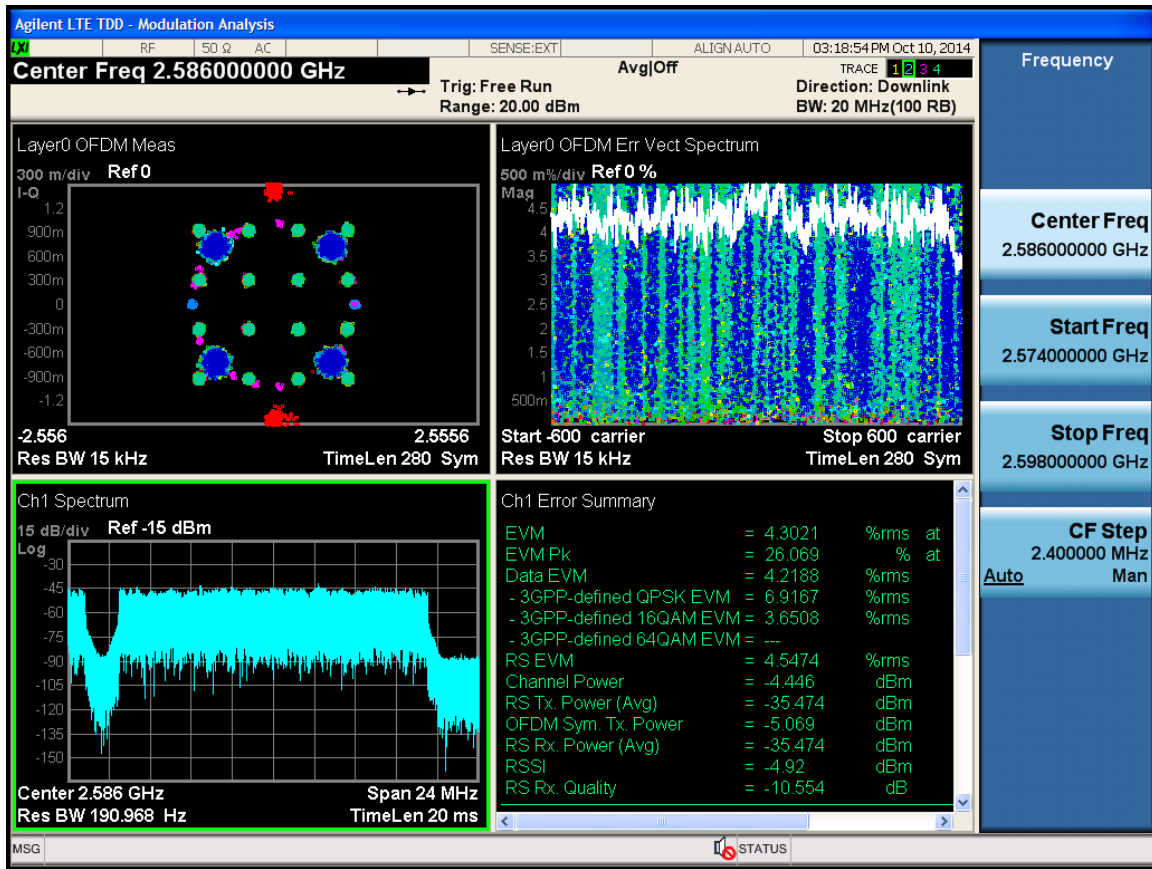 Agilent LTE TDD - Modulation Analysis
LXI RF 50 Ω AC SENSE:EXT ALIGN AUTO 03:18:54 PM Oct 10, 2014
Center Freq 2.586000000 GHz
Avg|Off
TRACE 1 2 3 4
Trig: Free Run
Direction: Downlink
Range: 20.00 dBm
BW: 20 MHz(100 RB)
Layer0 OFDM Meas
300 m/div Ref 0
I-Q
1.2
900m
600m
300m
0
-300m
-600m
-900m
-1.2
-2.556 2.5556
Res BW 15 kHz TimeLen 280 Sym
Layer0 OFDM Err Vect Spectrum
500 m%/div Ref 0 %
Mag
4.5
4
3.5
3
2.5
2
1.5
1
500m
Start -600 carrier Stop 600 carrier
Res BW 15 kHz TimeLen 280 Sym
Ch1 Spectrum
15 dB/div Ref -15 dBm
Log
-30
-45
-60
-75
-90
-105
-120
-135
-150
Center 2.586 GHz Span 24 MHz
Res BW 190.968 Hz TimeLen 20 ms
Ch1 Error Summary
EVM = 4.3021 %rms at
EVM Pk = 26.069 % at
Data EVM = 4.2188 %rms
- 3GPP-defined QPSK EVM = 6.9167 %rms
- 3GPP-defined 16QAM EVM = 3.6508 %rms
- 3GPP-defined 64QAM EVM = ---
RS EVM = 4.5474 %rms
Channel Power = -4.446 dBm
RS Tx. Power (Avg) = -35.474 dBm
OFDM Sym. Tx. Power = -5.069 dBm
RS Rx. Power (Avg) = -35.474 dBm
RSSI = -4.92 dBm
RS Rx. Quality = -10.554 dB
Frequency
Center Freq
2.586000000 GHz
Start Freq
2.574000000 GHz
Stop Freq
2.598000000 GHz
CF Step
2.400000 MHz
Auto Man
MSG STATUS